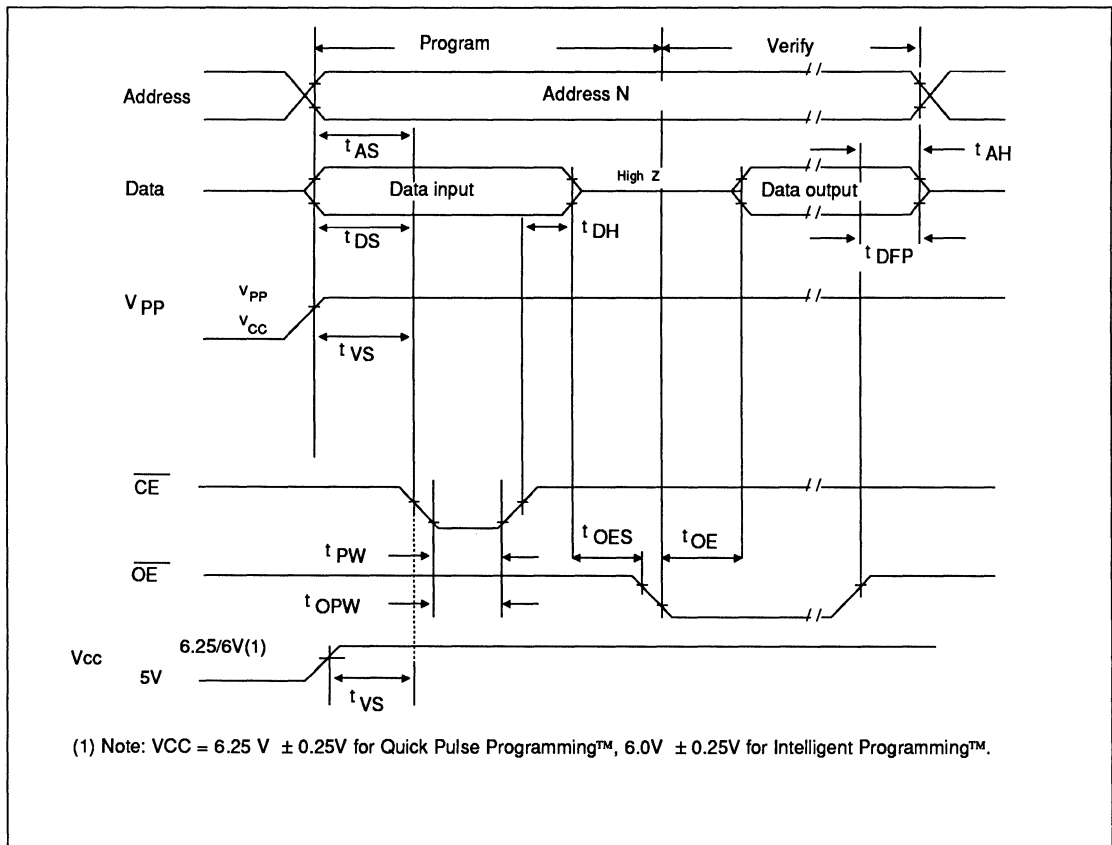 Program
Verify
Address
Address N
t AS
t AH
Data
Data input
High Z
Data output
t DS
t DH
t DFP
V PP
VPP
VCC
t VS
CE
t PW
t OES
t OE
OE
t OPW
Vcc
6.25/6V(1)
5V
t VS
(1) Note: VCC = 6.25 V ± 0.25V for Quick Pulse Programming™, 6.0V ± 0.25V for Intelligent Programming™.